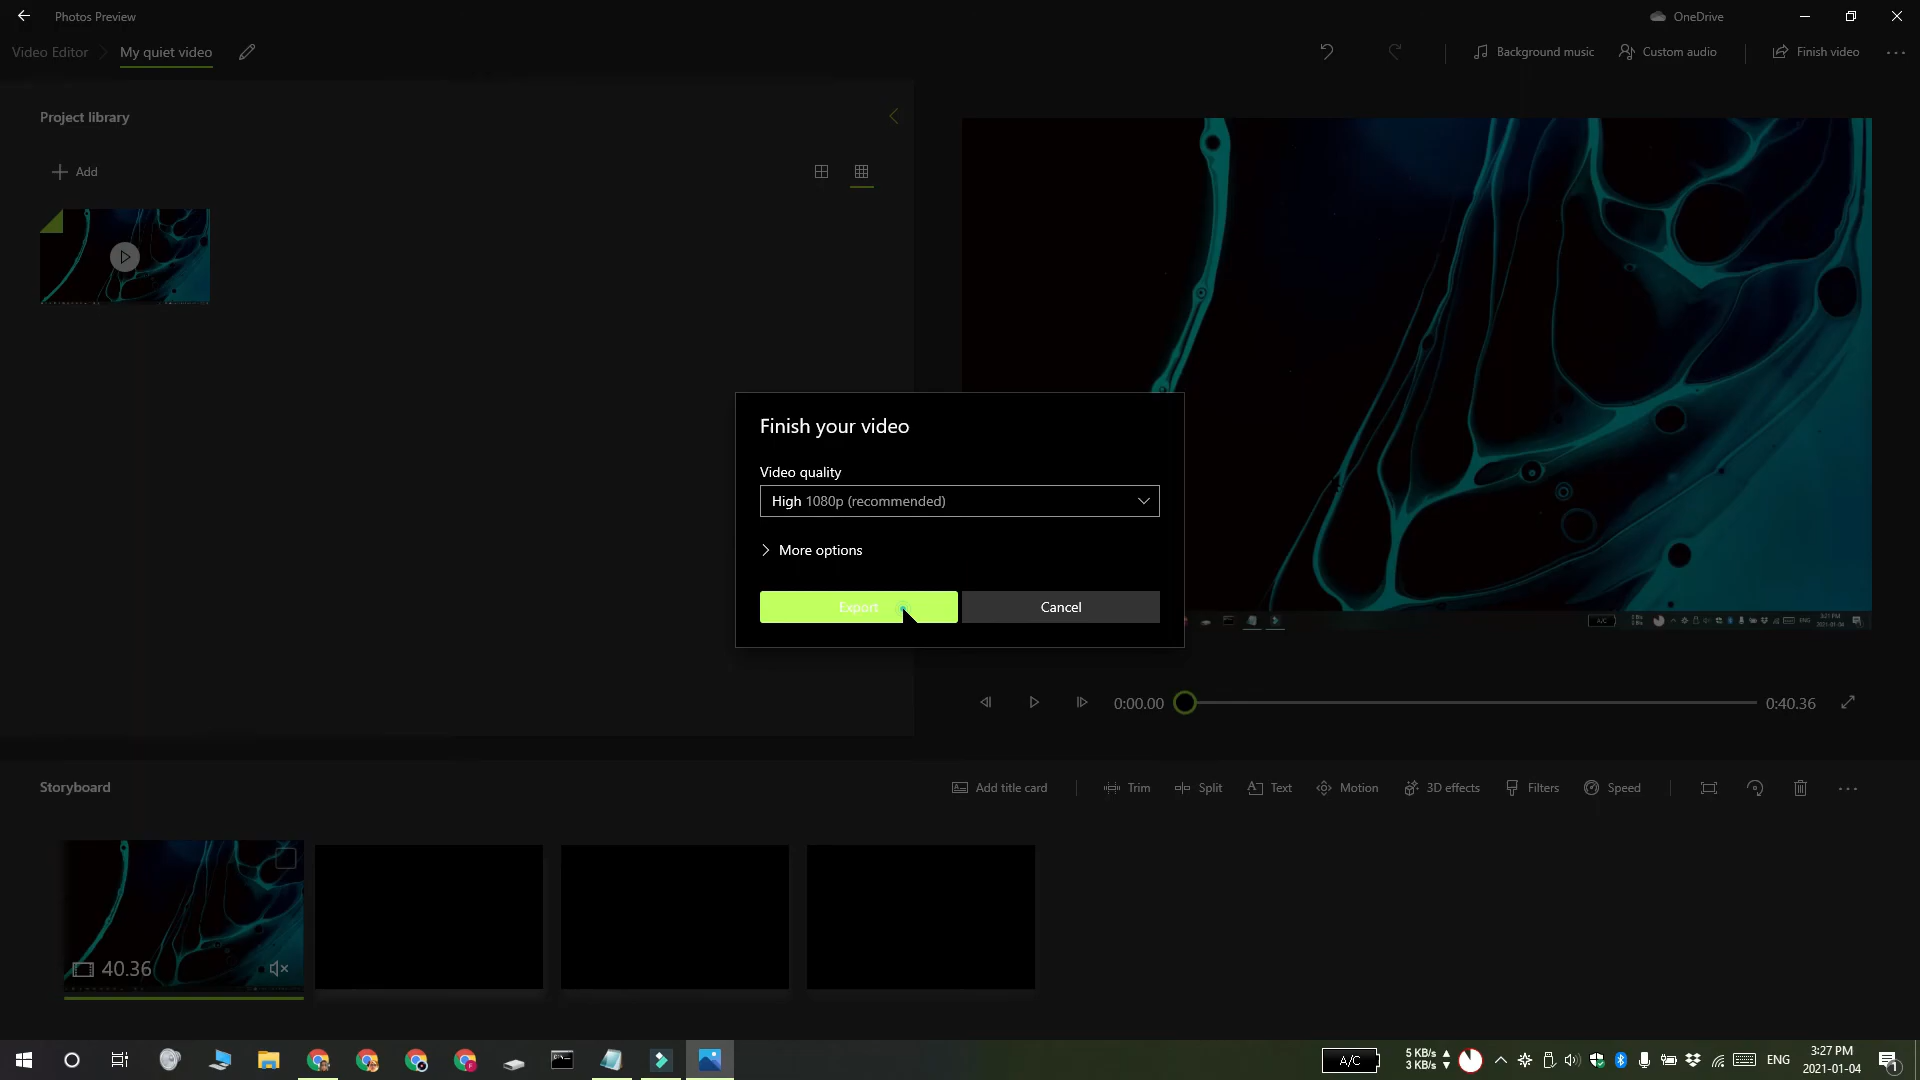 Photos Preview
OneDrive
Video Editor
My quiet video
Background music
Custom audio
Finish video
Project library
Add
Finish your video
Video quality
High 1080p (recommended)
More options
Export
Cancel
0:00.00
0:40.36
Storyboard
Add title card
Trim
Split
Text
Motion
3D effects
Filters
Speed
40.36
A/C
5 KB/s
3 KB/s
ENG
3:27 PM
2021-01-04
1